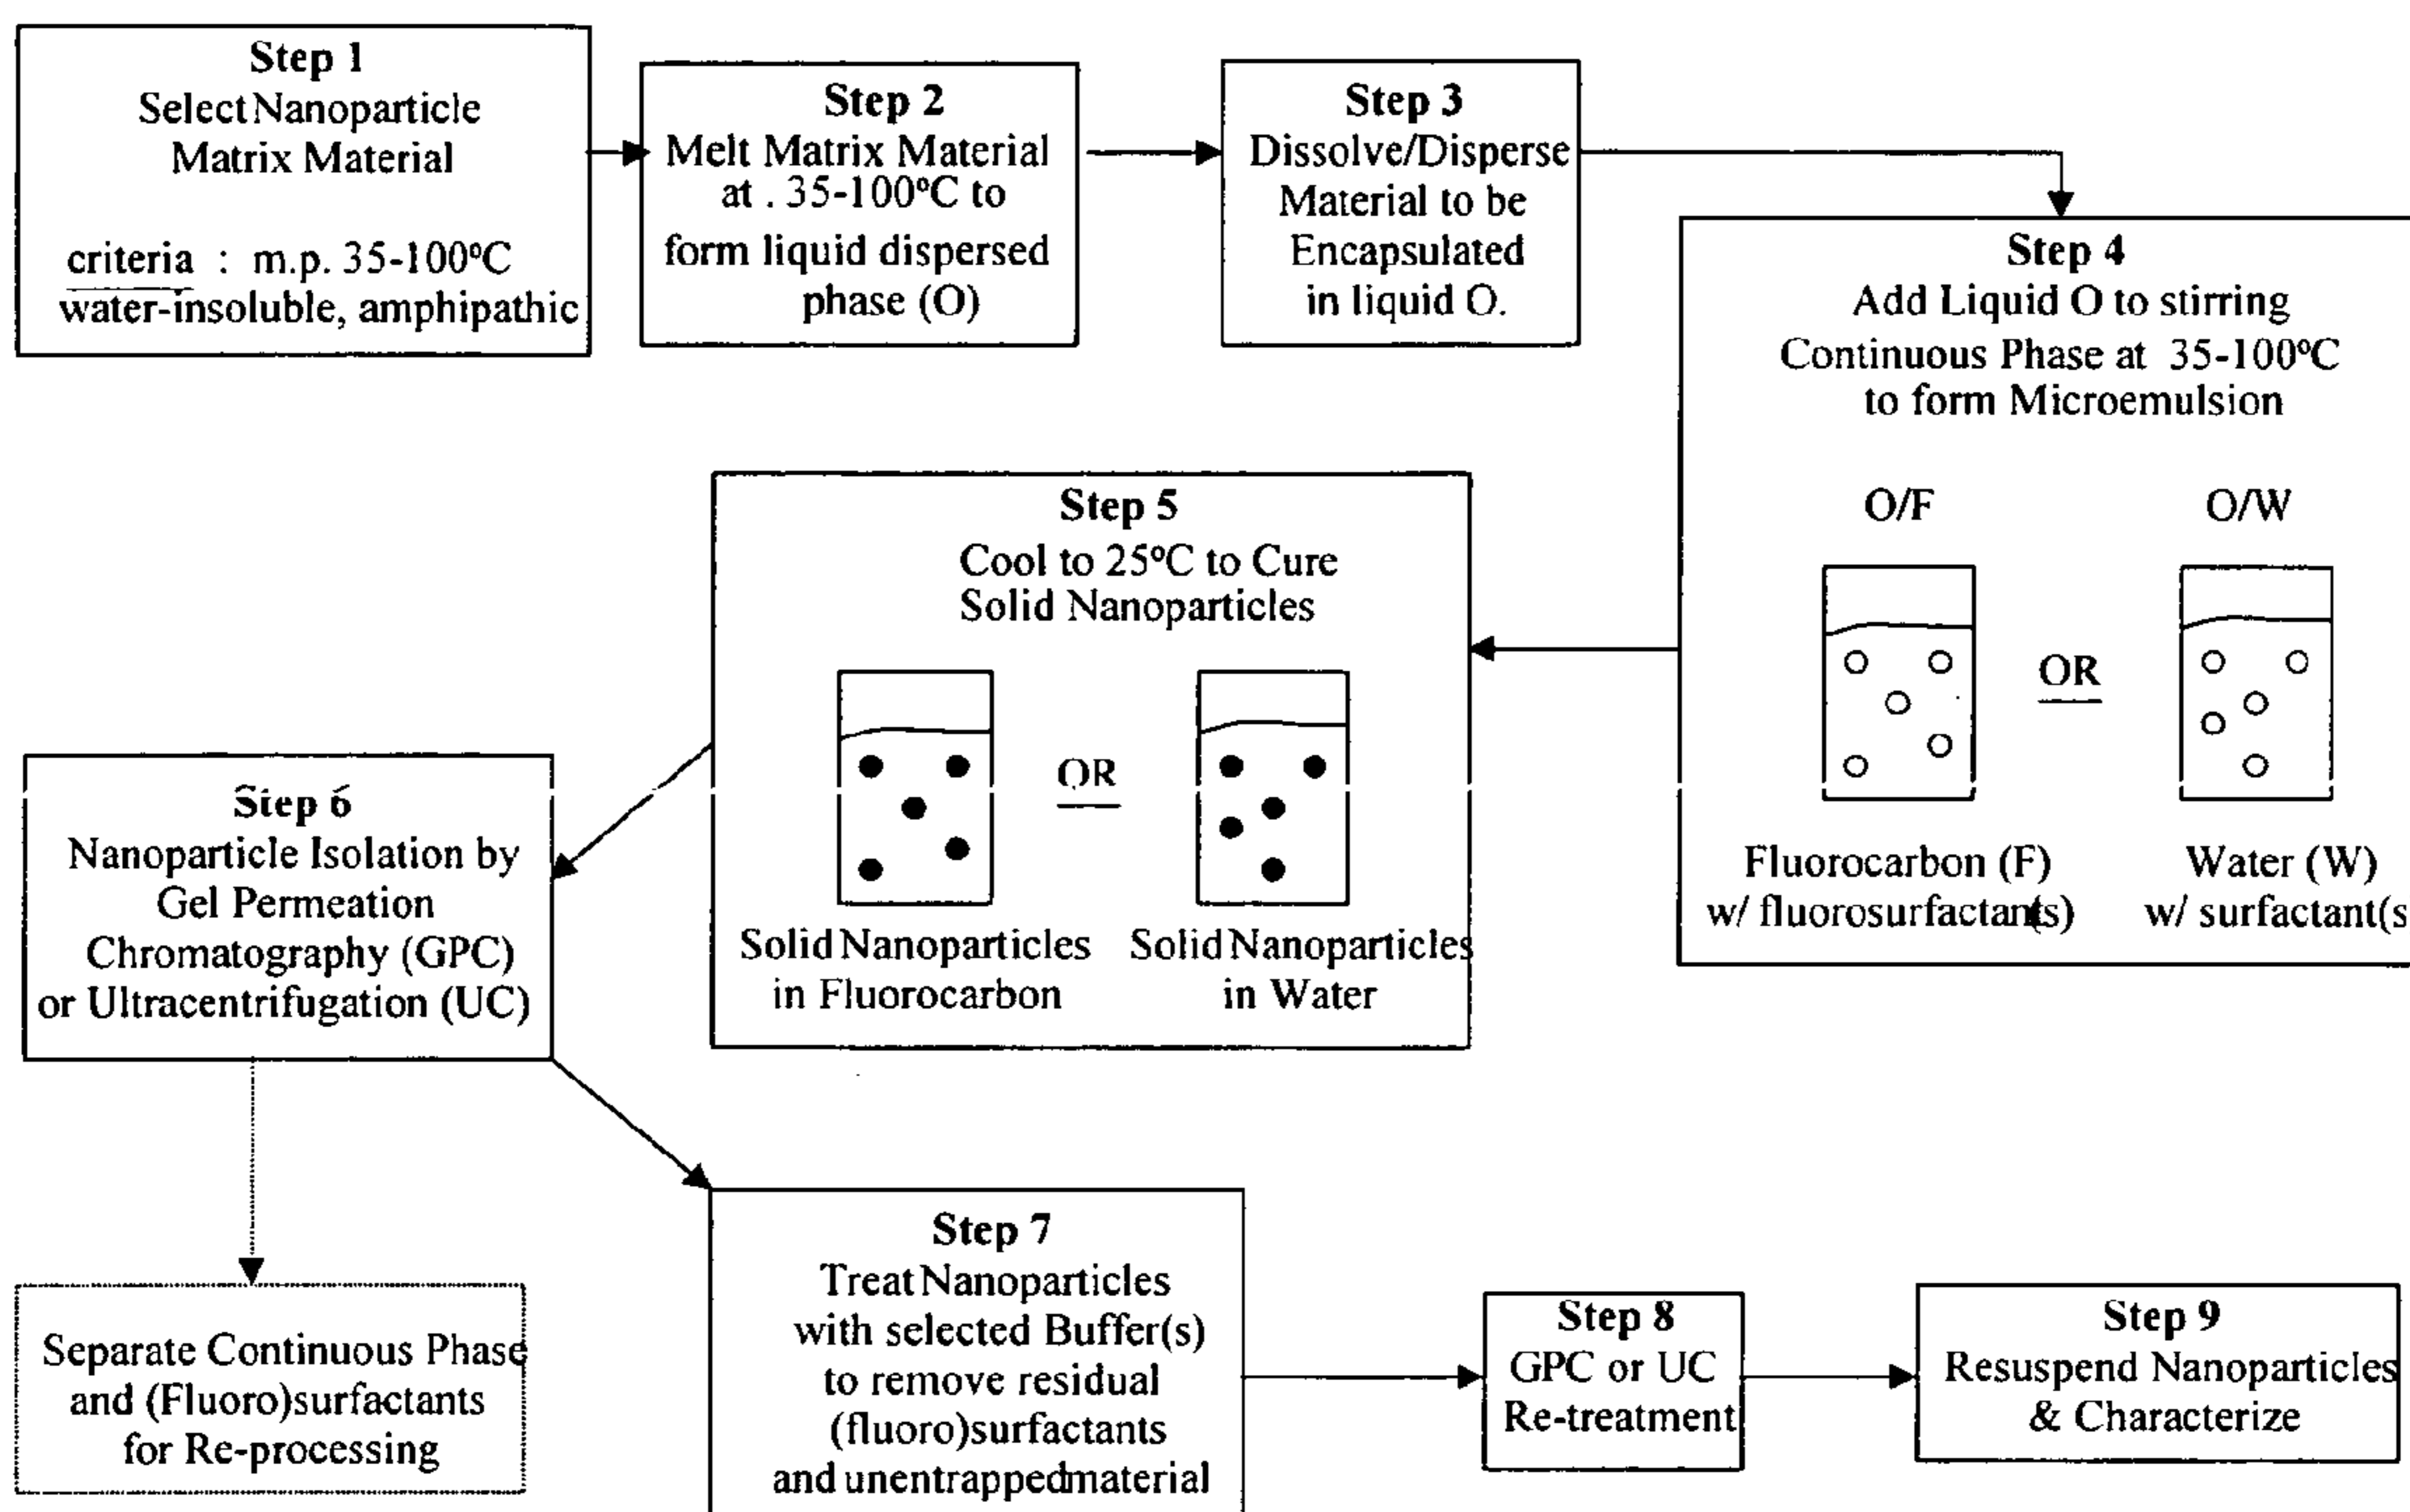 Step 1
Select Nanoparticle
Matrix Material
criteria : m.p. 35-100ºC
water-insoluble, amphipathic
Step 2
Melt Matrix Material
at . 35-100ºC to
form liquid dispersed
phase (O)
Step 3
Dissolve/Disperse
Material to be
Encapsulated
in liquid O.
Step 4
Add Liquid O to stirring
Continuous Phase at 35-100ºC
to form Microemulsion
O/F
O/W
OR
Fluorocarbon (F)
w/ fluorosurfactant(s)
Water (W)
w/ surfactant(s
Step 5
Cool to 25ºC to Cure
Solid Nanoparticles
OR
Solid Nanoparticles
in Fluorocarbon
Solid Nanoparticles
in Water
Step 6
Nanoparticle Isolation by
Gel Permeation
Chromatography (GPC)
or Ultracentrifugation (UC)
Separate Continuous Phase
and (Fluoro)surfactants
for Re-processing
Step 7
Treat Nanoparticles
with selected Buffer(s)
to remove residual
(fluoro)surfactants
and unentrapped material
Step 8
GPC or UC
Re-treatment
Step 9
Resuspend Nanoparticles
& Characterize